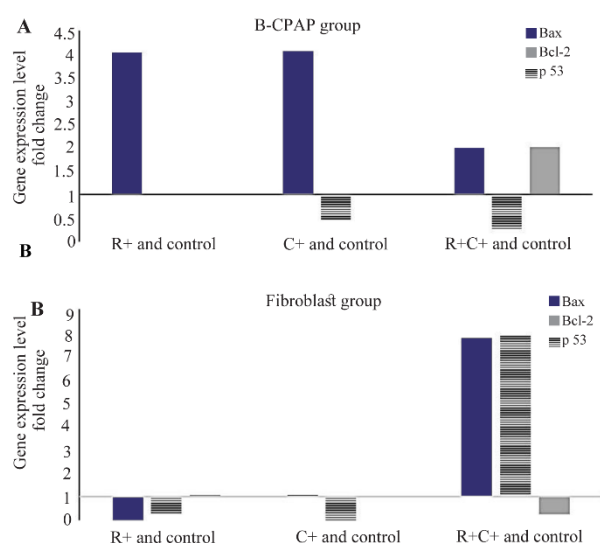 A
B-CPAP group
Gene expression level
fold change
4.5
4
3.5
3
2.5
2
1.5
1
0.5
0
Bax
Bcl-2
p 53
R+ and control
C+ and control
R+C+ and control
B
B
Fibroblast group
Gene expression level
fold change
9
8
7
6
5
4
3
2
1
0
Bax
Bcl-2
p 53
R+ and control
C+ and control
R+C+ and control